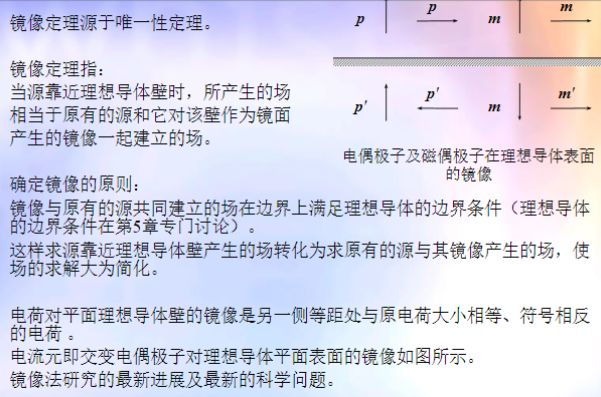 镜像定理源于唯一性定理。
p p m m
镜像定理指：
当源靠近理想导体壁时，所产生的场
相当于原有的源和它对该壁作为镜面
产生的镜像一起建立的场。
p′ p′ m m′
电偶极子及磁偶极子在理想导体表面
的镜像
确定镜像的原则：
镜像与原有的源共同建立的场在边界上满足理想导体的边界条件（理想导体
的边界条件在第5章专门讨论）。
这样求源靠近理想导体壁产生的场转化为求原有的源与其镜像产生的场，使
场的求解大为简化。
电荷对平面理想导体壁的镜像是另一侧等距处与原电荷大小相等、符号相反
的电荷 。
电流元即交变电偶极子对理想导体平面表面的镜像如图所示。
镜像法研究的最新进展及最新的科学问题。